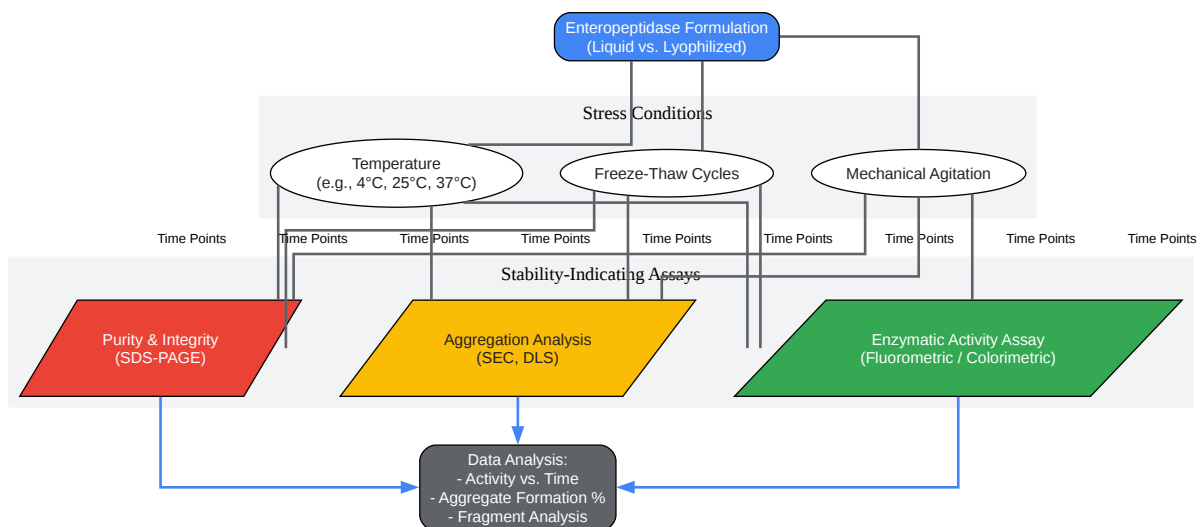 Enteropeptidase Formulation
(Liquid vs. Lyophilized)
Stress Conditions
Temperature
(e.g., 4°C, 25°C, 37°C)
Freeze-Thaw Cycles
Mechanical Agitation
Time Points
Time Points
Time Points
Time Points
Time Points
Time Points
Time Points
Time Points
Time Points
Stability-Indicating Assays
Purity & Integrity
(SDS-PAGE)
Aggregation Analysis
(SEC, DLS)
Enzymatic Activity Assay
(Fluorometric / Colorimetric)
Data Analysis:
- Activity vs. Time
- Aggregate Formation %
- Fragment Analysis